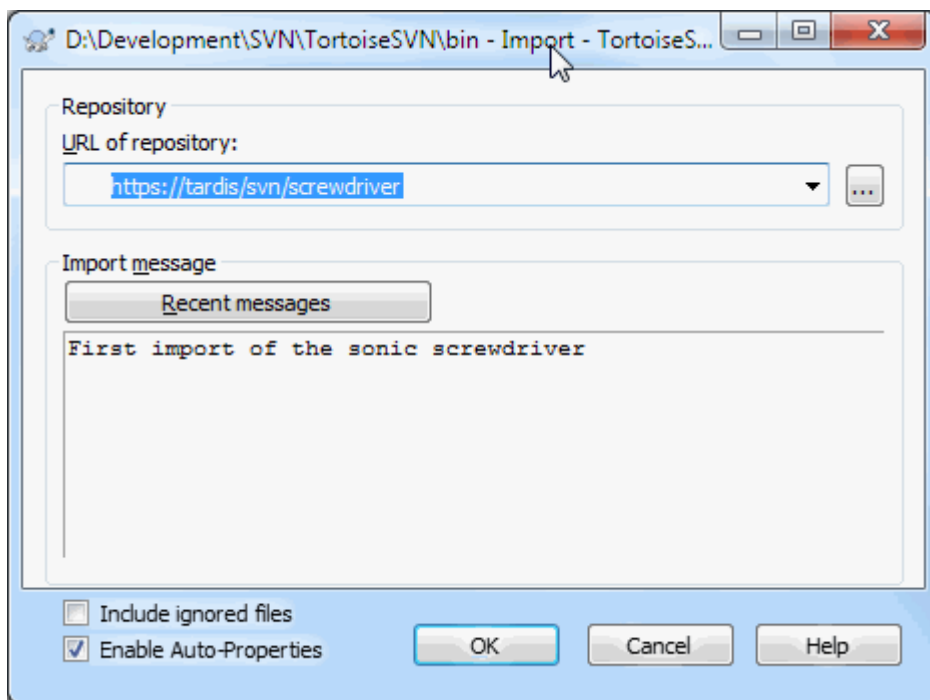 D:\Development\SVN\TortoiseSVN\bin - Import - TortoiseS...
Repository
URL of repository:
https://tardis/svn/screwdriver
...
Import message
Recent messages
First import of the sonic screwdriver
Include ignored files
Enable Auto-Properties
OK
Cancel
Help